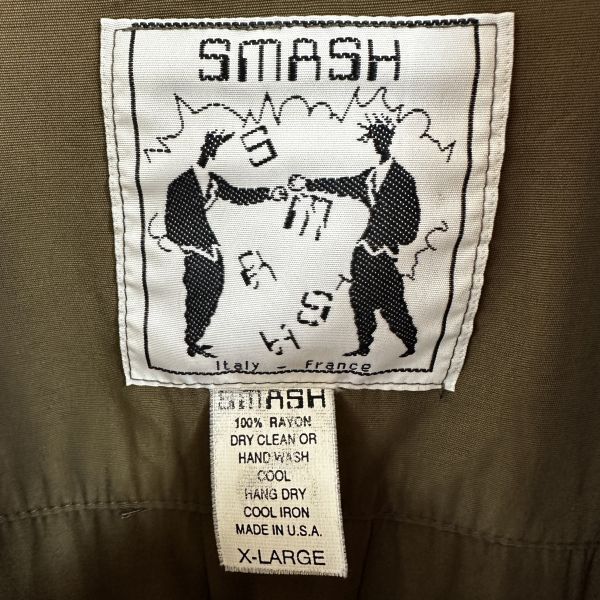 SMASH
S
M
A
S
H
Italy - France
SMASH
100% RAYON
DRY CLEAN OR
HAND WASH
COOL
HANG DRY
COOL IRON
MADE IN U.S.A.
X-LARGE